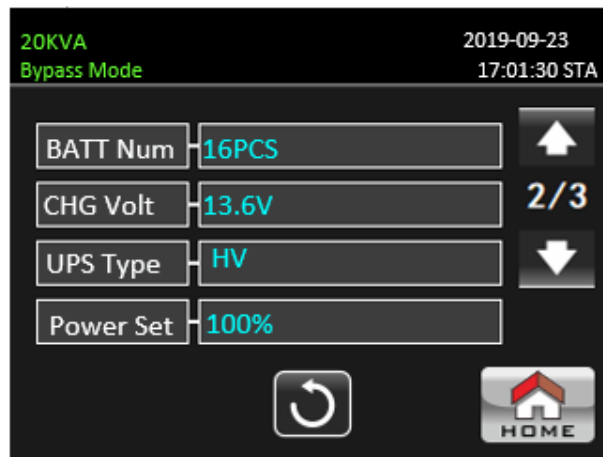 20KVA
2019-09-23
Bypass Mode
17:01:30 STA
BATT Num
16PCS
CHG Volt
13.6V
2/3
UPS Type
HV
Power Set
100%
HOME